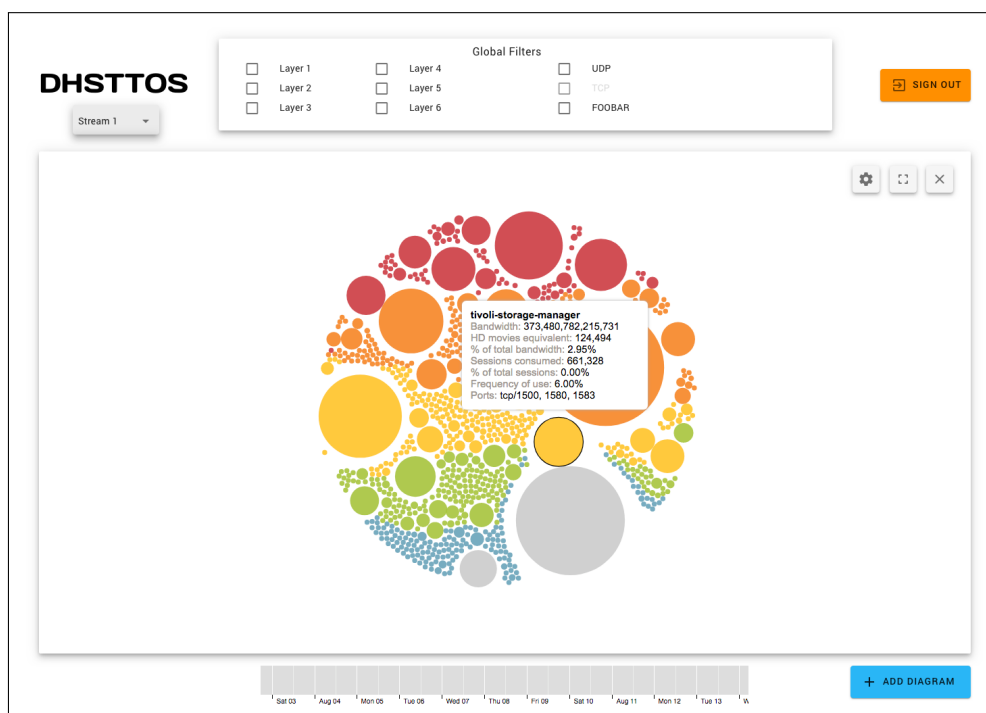 Global Filters
DHSTTOS
Layer 1 Layer 4 UDP
Layer 2 Layer 5 TCP
Layer 3 Layer 6 FOOBAR
SIGN OUT
Stream 1
tivoli-storage-manager
Bandwidth: 373,480,782,215,731
HD movies equivalent: 124,494
% of total bandwidth: 2.95%
Sessions consumed: 661,328
% of total sessions: 0.00%
Frequency of use: 6.00%
Ports: tcp/1500, 1580, 1583
Sat 03 Aug 04 Mon 05 Tue 06 Wed 07 Thu 08 Fri 09 Sat 10 Aug 11 Mon 12 Tue 13 W
+ ADD DIAGRAM